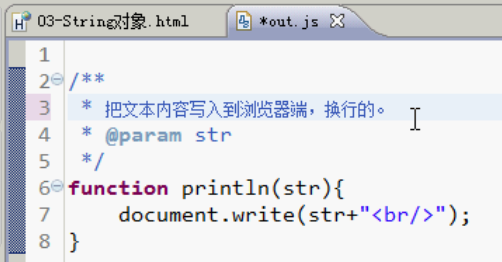 03-String对象.html
*out.js
1
2 /**
3  * 把文本内容写入到浏览器端，换行的。
4  * @param str
5  */
6 function println(str){
7     document.write(str+"<br/>");
8 }